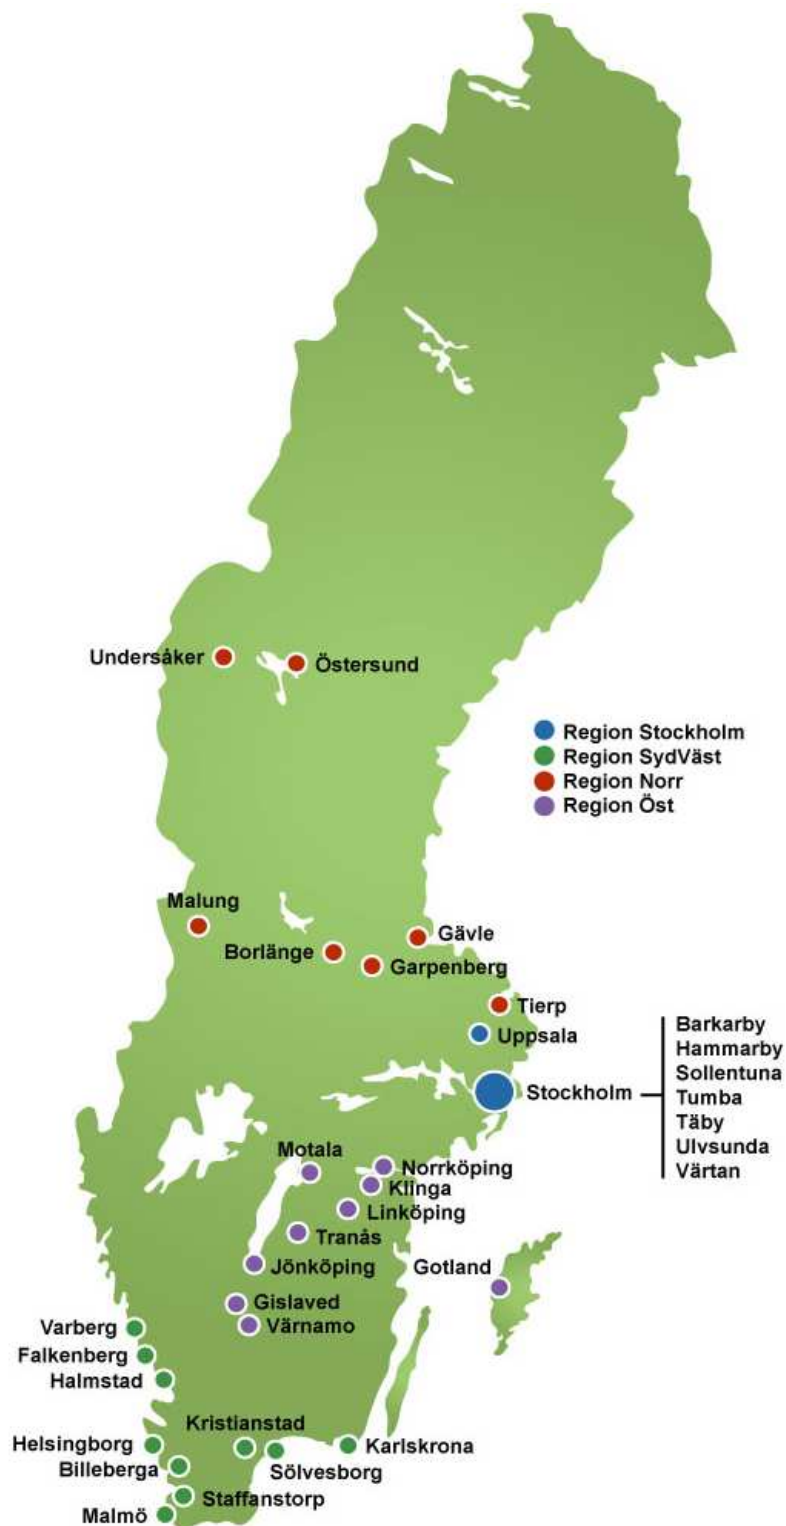 Undersåker
Östersund
Region Stockholm
Region SydVäst
Region Norr
Region Öst
Malung
Gävle
Borlänge
Garpenberg
Tierp
Uppsala
Stockholm
Barkarby
Hammarby
Sollentuna
Tumba
Täby
Ulvsunda
Värtan
Motala
Norrköping
Klinga
Linköping
Tranås
Jönköping
Gotland
Gislaved
Värnamo
Varberg
Falkenberg
Halmstad
Kristianstad
Helsingborg
Karlskrona
Billeberga
Sölvesborg
Staffanstorp
Malmö